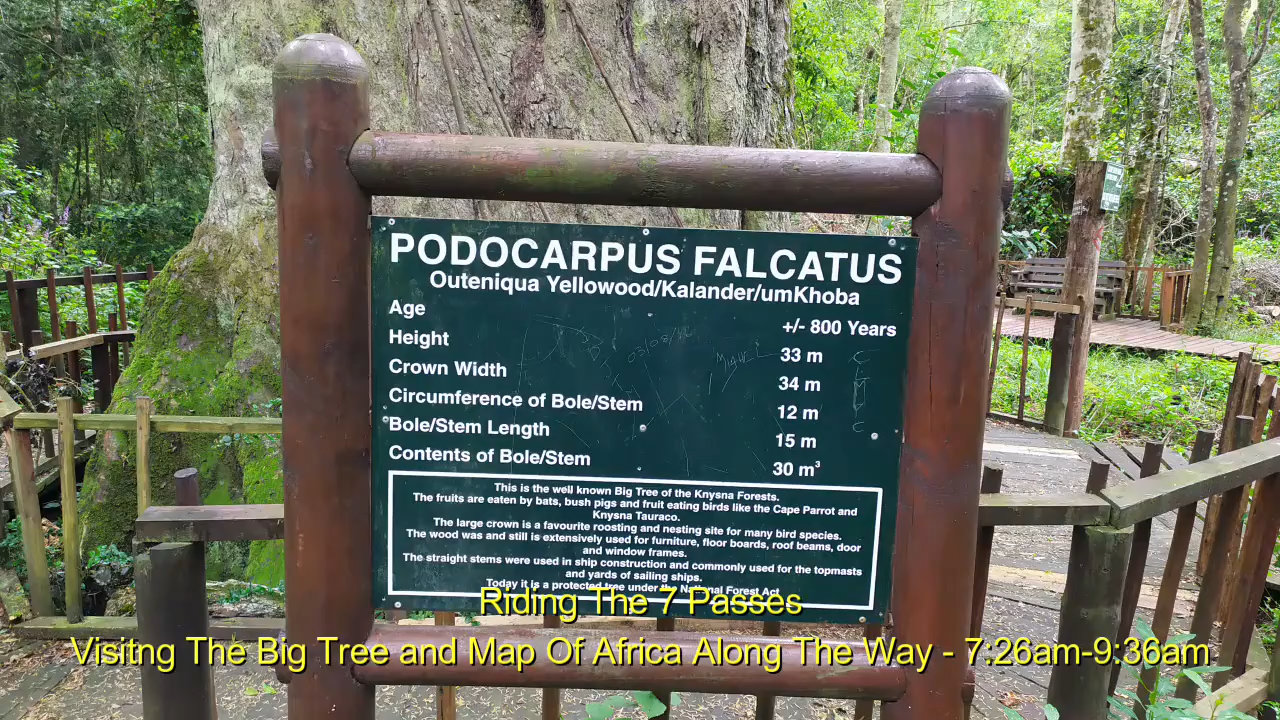 PODOCARPUS FALCATUS
Outeniqua Yellowood/Kalander/umKhoba
Age +/- 800 Years
Height 33 m
Crown Width 34 m
Circumference of Bole/Stem 12 m
Bole/Stem Length 15 m
Contents of Bole/Stem 30 m³
This is the well known Big Tree of the Knysna Forests.
The fruits are eaten by bats, bush pigs and fruit eating birds like the Cape Parrot and
Knysna Tauraco.
The large crown is a favourite roosting and nesting site for many bird species.
The wood was and still is extensively used for furniture, floor boards, roof beams, door
and window frames.
The straight stems were used in ship construction and commonly used for the topmasts
and yards of sailing ships.
Today it is a protected tree under the National Forest Act
Riding The 7 Passes
Visitng The Big Tree and Map Of Africa Along The Way - 7:26am-9:36am